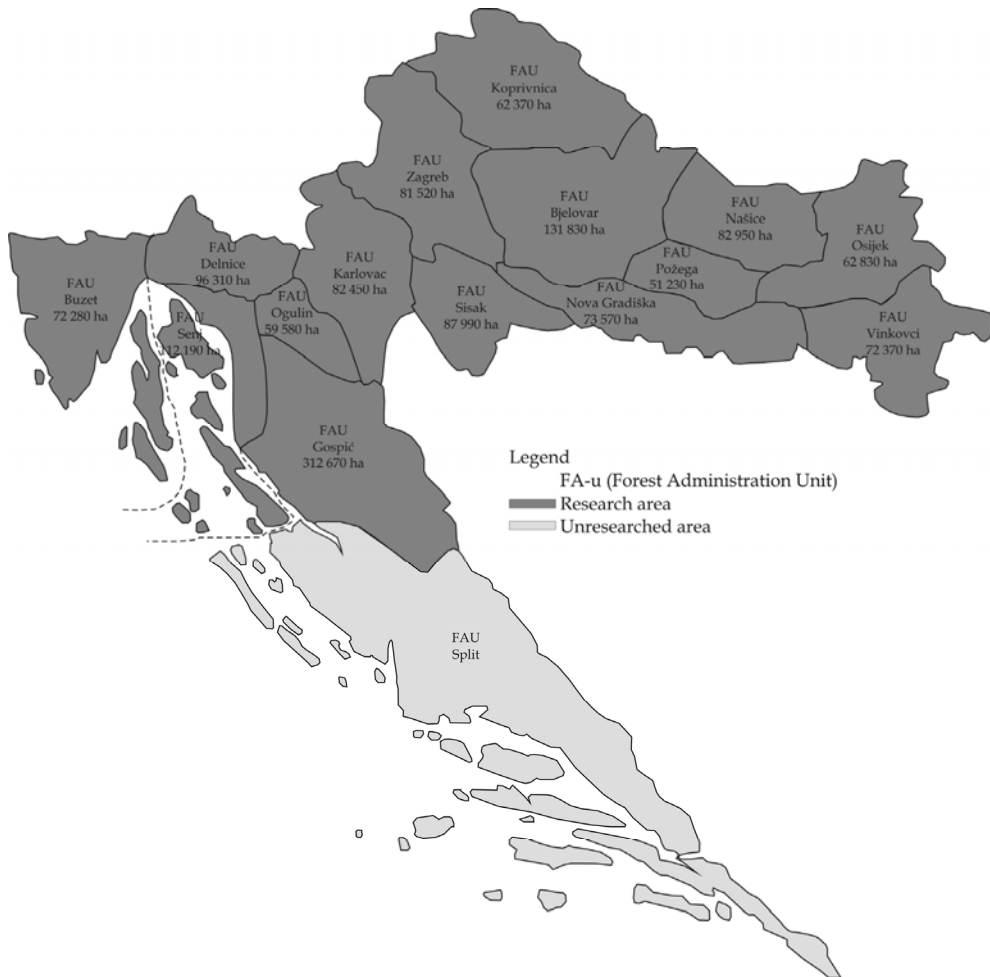 FAU
Koprivnica
62 370 ha
FAU
Zagreb
81 520 ha
FAU
Bjelovar
131 830 ha
FAU
Našice
82 950 ha
FAU
Osijek
62 830 ha
FAU
Delnice
96 310 ha
FAU
Karlovac
82 450 ha
FAU
Požega
51 230 ha
FAU
Buzet
72 280 ha
FAU
Ogulin
59 580 ha
FAU
Sisak
87 990 ha
FAU
Nova Gradiška
73 570 ha
FAU
Vinkovci
72 370 ha
FAU
Senj
112 190 ha
FAU
Gospić
312 670 ha
Legend
FA-u (Forest Administration Unit)
Research area
Unresearched area
FAU
Split